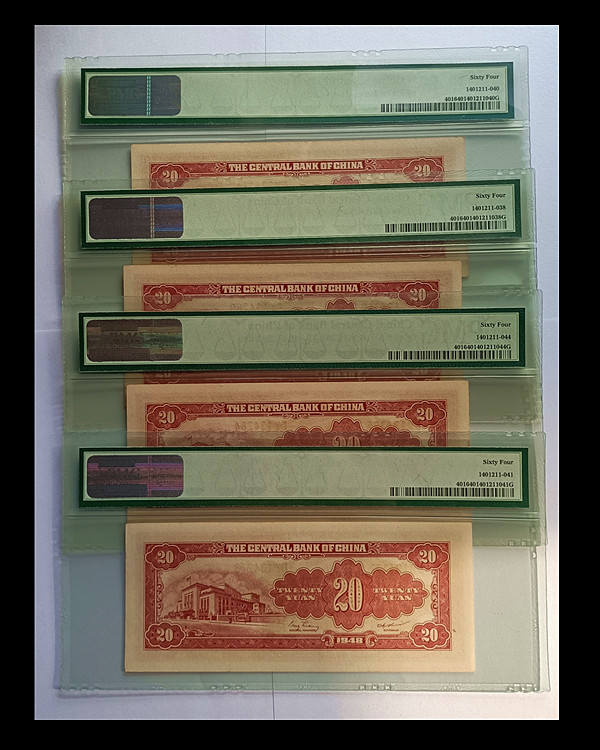 Sixty Four
1401211-040
4016401401211040G
20 THE CENTRAL BANK OF CHINA 20
Sixty Four
1401211-038
4016401401211038G
20 THE CENTRAL BANK OF CHINA 20
Sixty Four
1401211-044
4016401401211044G
20 THE CENTRAL BANK OF CHINA 20
20
Sixty Four
1401211-041
4016401401211041G
20 THE CENTRAL BANK OF CHINA 20
TWENTY 20 TWENTY
YUAN YUAN
20 1948 20